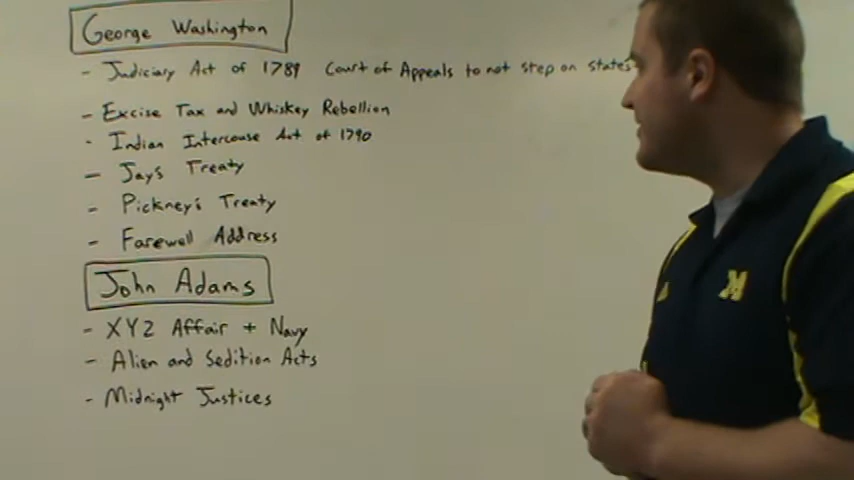 George Washington
- Judiciary Act of 1789 Court of Appeals to not step on states
- Excise Tax and Whiskey Rebellion
- Indian Intercouse Act of 1790
- Jay's Treaty
- Pickney's Treaty
- Farewell Address
John Adams
- XYZ Affair + Navy
- Alien and Sedition Acts
- Midnight Justices
M